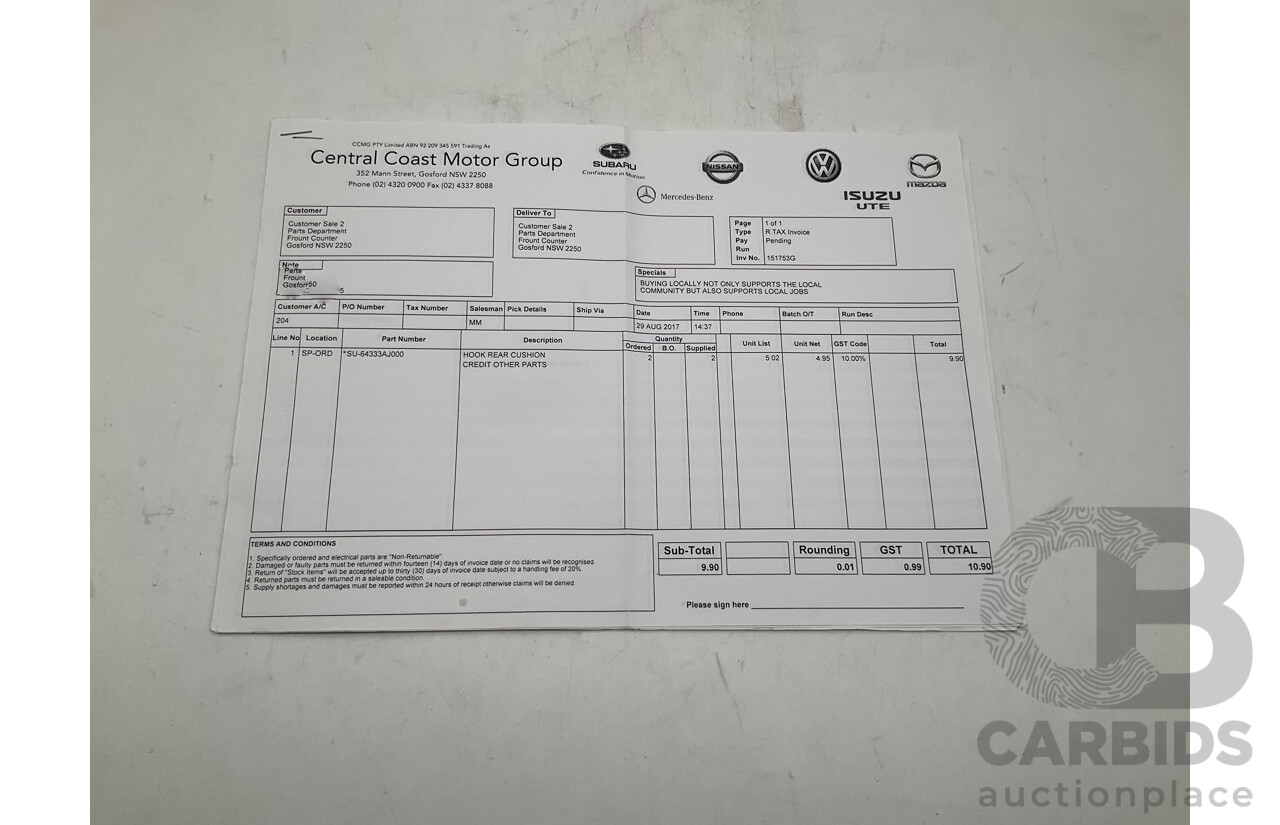 CCMG PTY Limited ABN 92 209 345 591 Trading As
Central Coast Motor Group
352 Mann Street, Gosford NSW 2250
Phone (02) 4320 0900 Fax (02) 4337 8088
SUBARU
Confidence in Motion
NISSAN
Mercedes-Benz
ISUZU
UTE
mazda
Customer
Customer Sale 2
Parts Department
Frount Counter
Gosford NSW 2250
Deliver To
Customer Sale 2
Parts Department
Frount Counter
Gosford NSW 2250
Page 1 of 1
Type R TAX Invoice
Pay Pending
Run
Inv No. 151753G
Note
Parts
Frount
Gosfor 50
5
Specials
BUYING LOCALLY NOT ONLY SUPPORTS THE LOCAL
COMMUNITY BUT ALSO SUPPORTS LOCAL JOBS
Customer A/C P/O Number Tax Number Salesman Pick Details Ship Via Date Time Phone Batch O/T Run Desc
204 MM 29 AUG 2017 14:37
Line No Location Part Number Description Quantity Unit List Unit Net GST Code Total
Ordered B.O. Supplied
1 SP-ORD *SU-64333AJ000 HOOK REAR CUSHION 2 2 5.02 4.95 10.00% 9.90
CREDIT OTHER PARTS
TERMS AND CONDITIONS
1. Specifically ordered and electrical parts are "Non-Returnable".
2. Damaged or faulty parts must be returned within fourteen (14) days of invoice date or no claims will be recognised.
3. Return of "Stock Items" will be accepted up to thirty (30) days of invoice date subject to a handling fee of 20%.
4. Returned parts must be returned in a saleable condition.
5. Supply shortages and damages must be reported within 24 hours of receipt otherwise claims will be denied
Sub-Total Rounding GST TOTAL
9.90 0.01 0.99 10.90
Please sign here
CB
CARBIDS
auctionplace